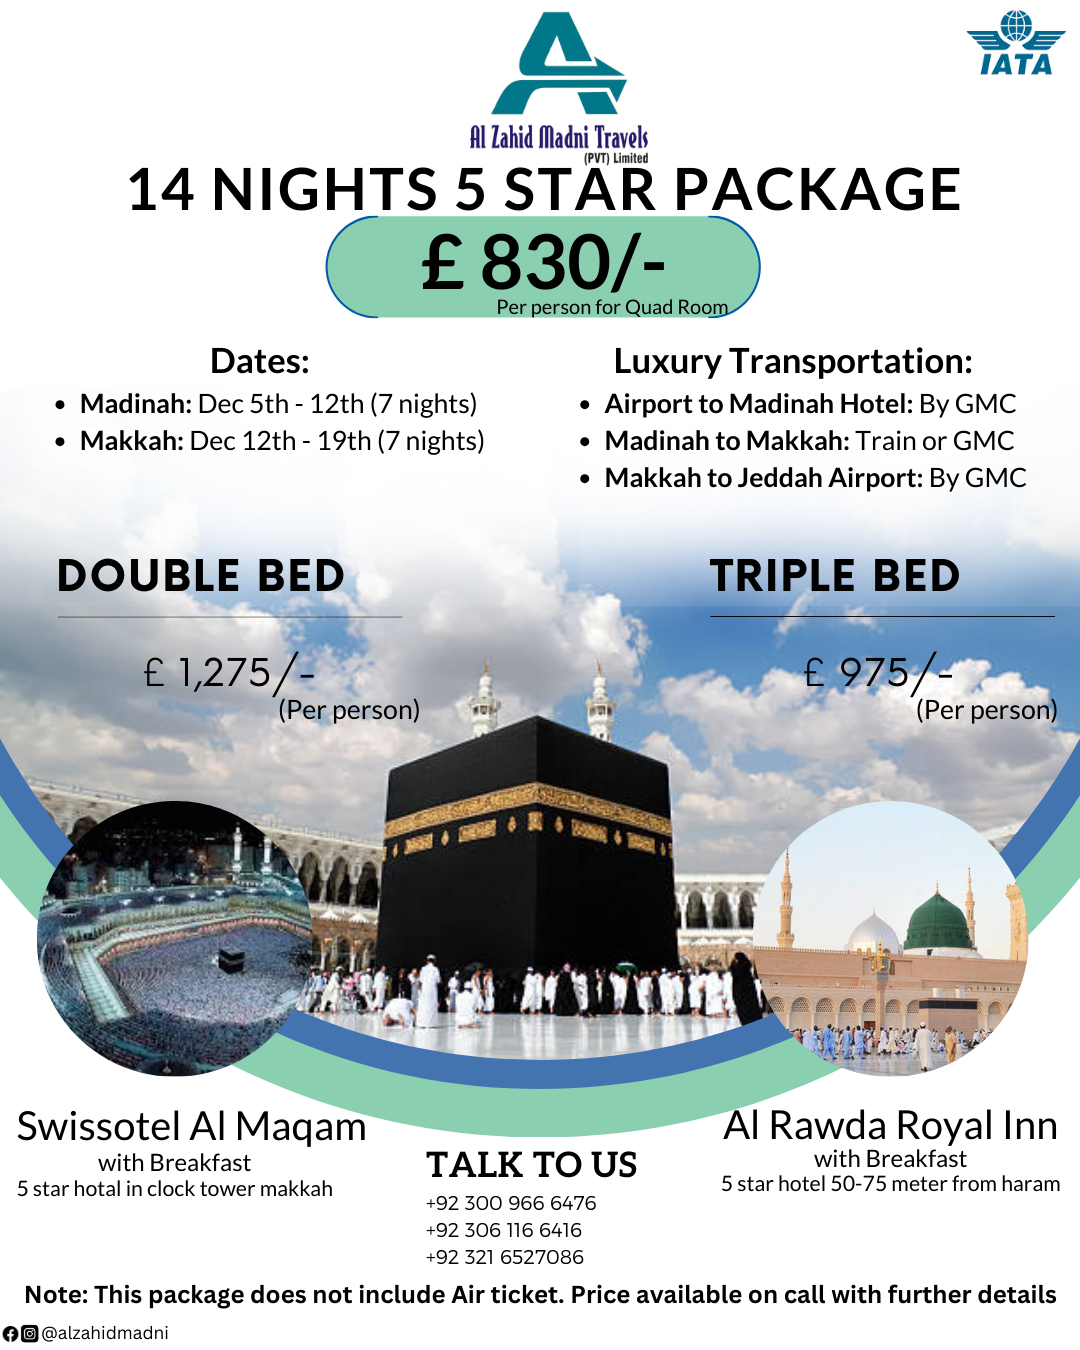 IATA
Al Zahid Madni Travels
(PVT) Limited
14 NIGHTS 5 STAR PACKAGE
£ 830/-
Per person for Quad Room
Dates:
• Madinah: Dec 5th - 12th (7 nights)
• Makkah: Dec 12th - 19th (7 nights)
Luxury Transportation:
• Airport to Madinah Hotel: By GMC
• Madinah to Makkah: Train or GMC
• Makkah to Jeddah Airport: By GMC
DOUBLE BED
£ 1,275/-
(Per person)
TRIPLE BED
£ 975/-
(Per person)
Swissotel Al Maqam
with Breakfast
5 star hotal in clock tower makkah
Al Rawda Royal Inn
with Breakfast
5 star hotel 50-75 meter from haram
TALK TO US
+92 300 966 6476
+92 306 116 6416
+92 321 6527086
Note: This package does not include Air ticket. Price available on call with further details
@alzahidmadni